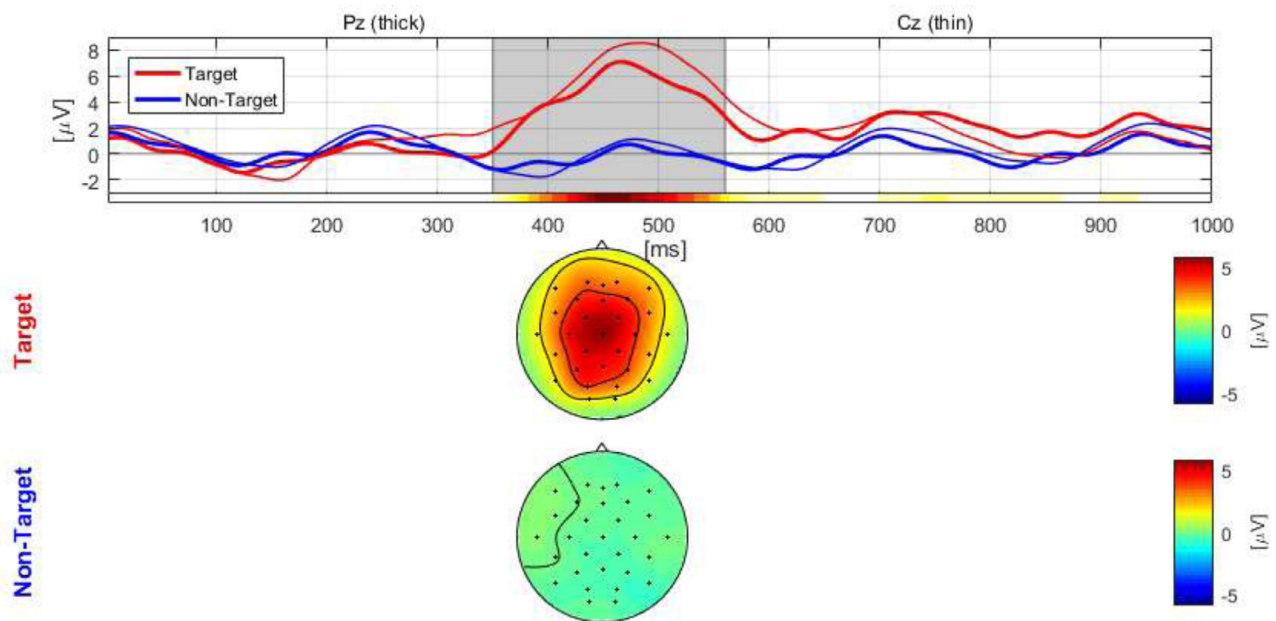 Pz (thick) Cz (thin)
8
6
4
2
0
-2
[μV]
Target
Non-Target
100 200 300 400 500 600 700 800 900 1000
[ms]
Target
5
0
-5
[μV]
Non-Target
5
0
-5
[μV]